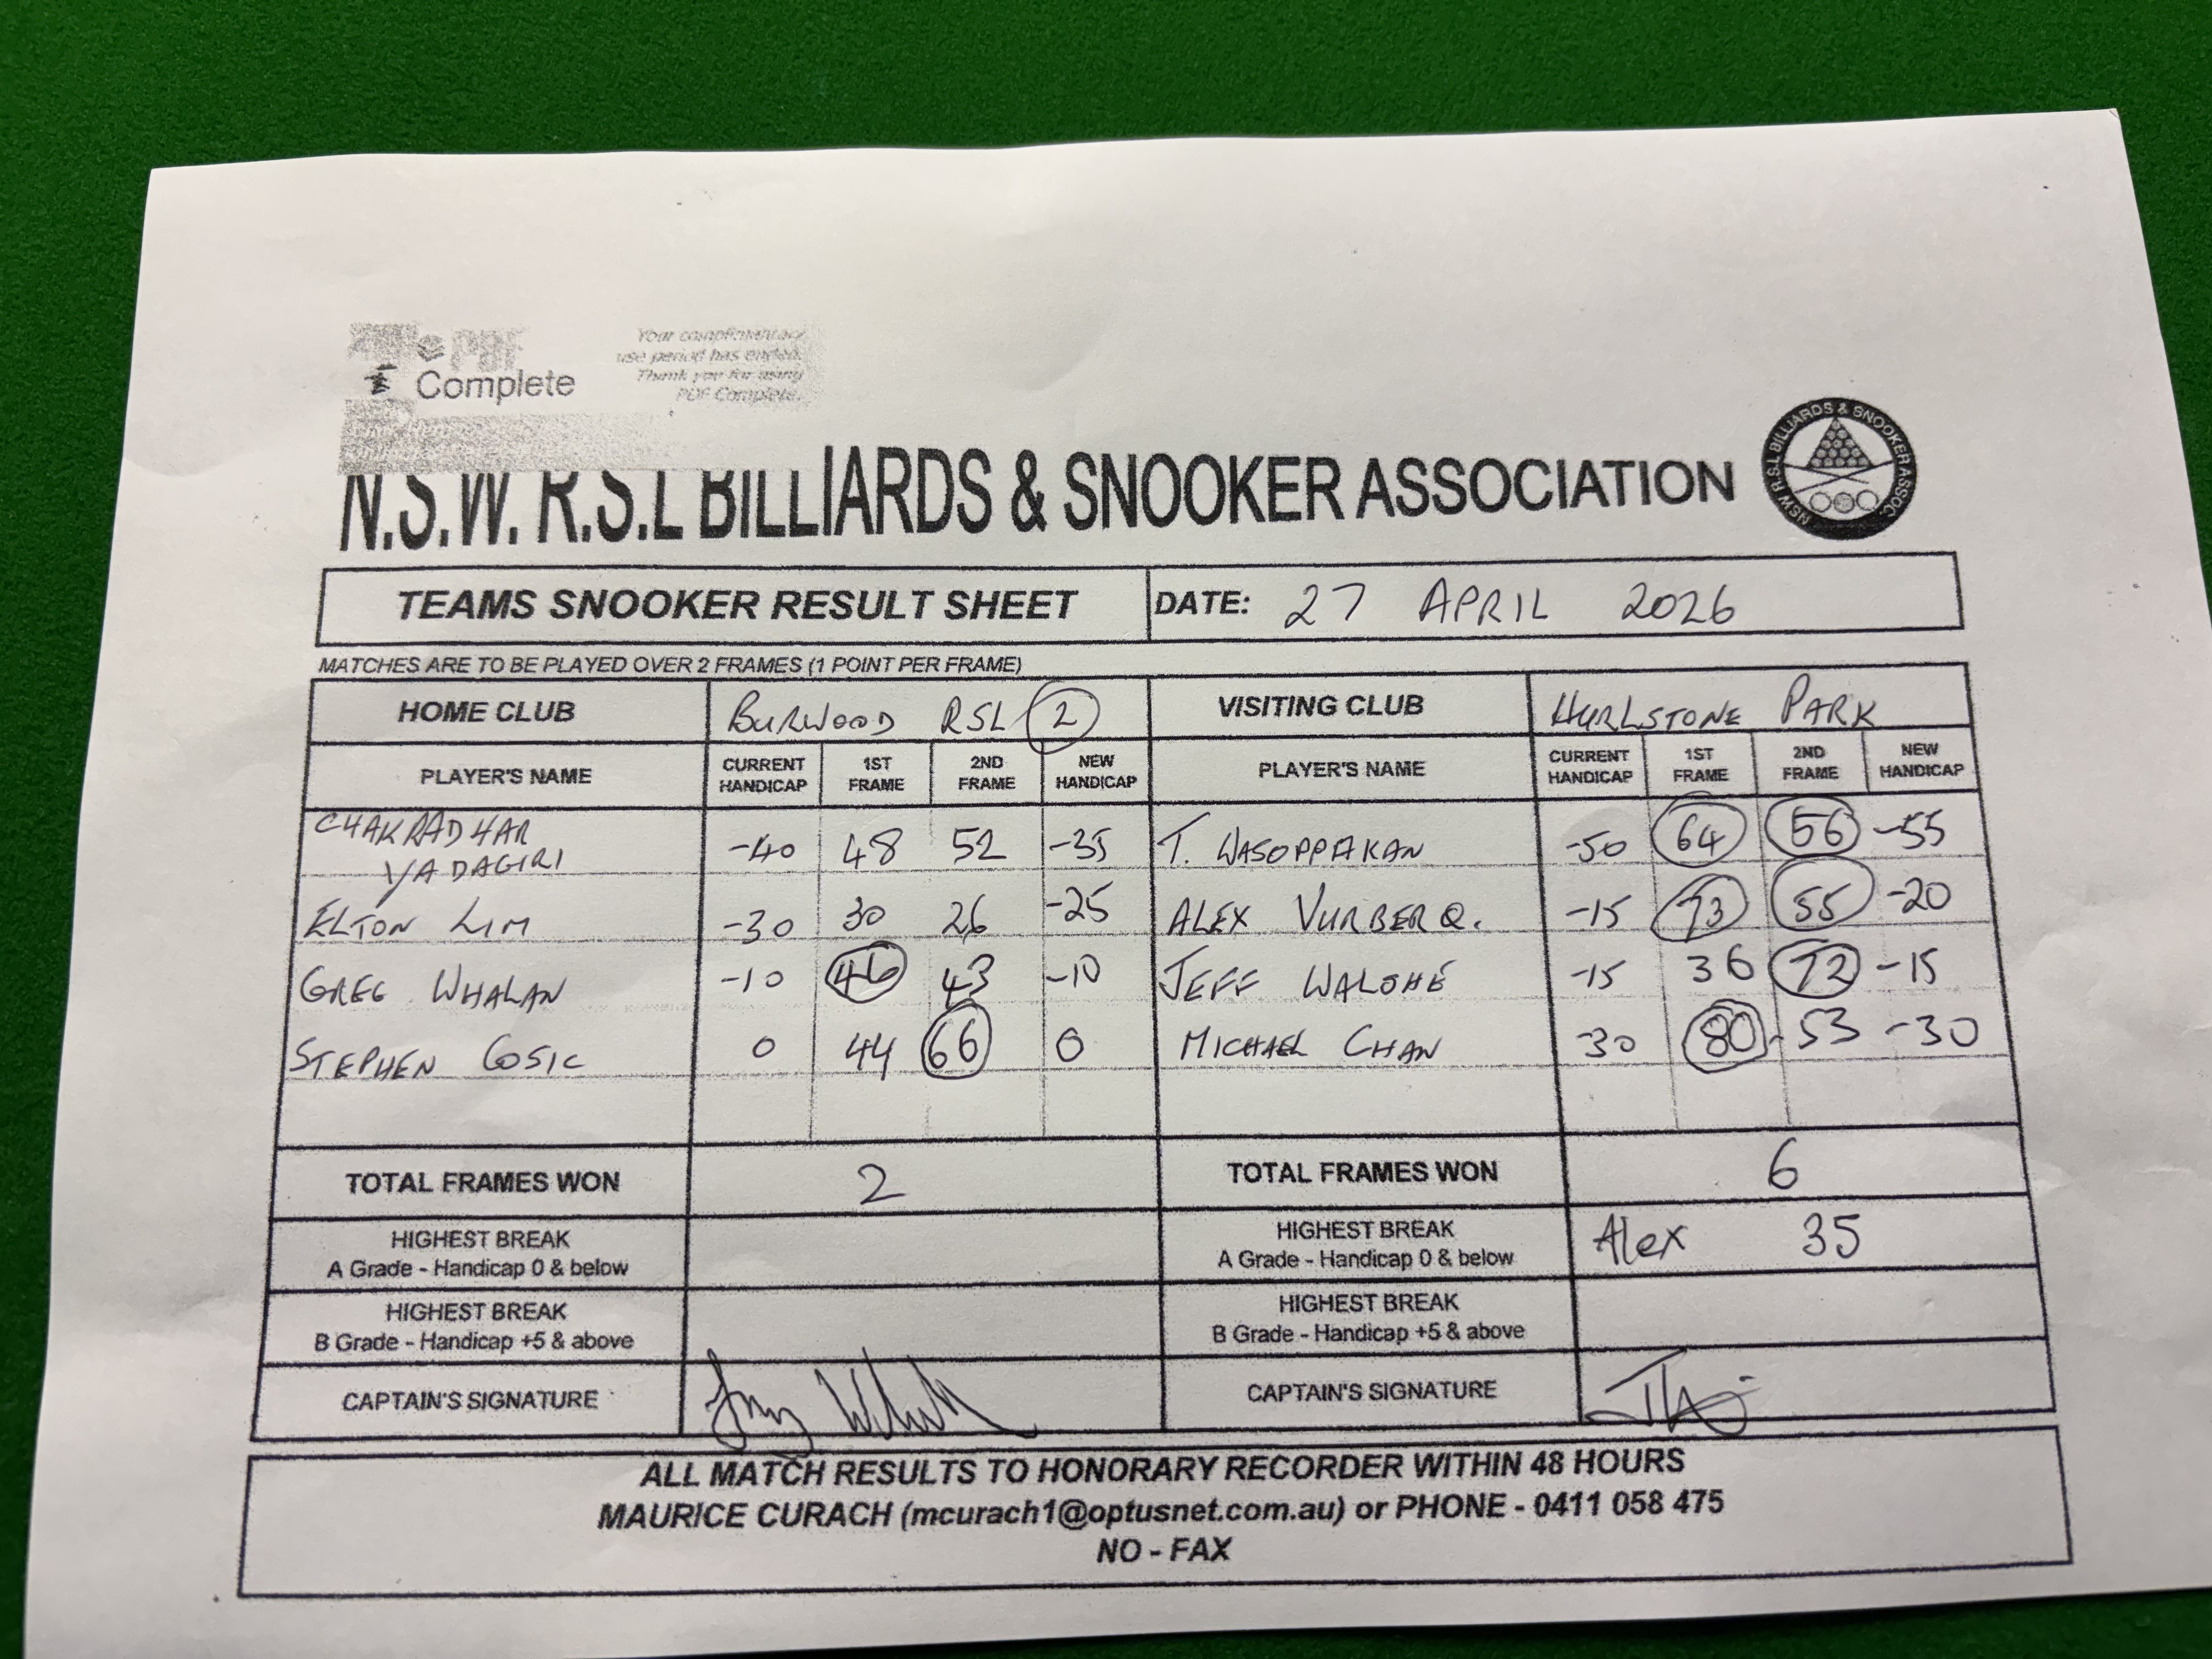 PDF
Complete
Your complimentary
use period has ended.
Thank you for using
PDF Complete.
N.S.W. R.S.L BILLIARDS & SNOOKER ASSOCIATION
NSW R.S.L BILLIARDS & SNOOKER ASSOC.
TEAMS SNOOKER RESULT SHEET DATE: 27 APRIL 2026
MATCHES ARE TO BE PLAYED OVER 2 FRAMES (1 POINT PER FRAME)
HOME CLUB BURWOOD RSL 2 VISITING CLUB HURLSTONE PARK
PLAYER'S NAME CURRENT HANDICAP 1ST FRAME 2ND FRAME NEW HANDICAP PLAYER'S NAME CURRENT HANDICAP 1ST FRAME 2ND FRAME NEW HANDICAP
CHAKRADHAR YADAGIRI -40 48 52 -35 T. WASOPPAKAN -50 64 56 -55
ELTON LIM -30 30 26 -25 ALEX VURBERQ. -15 73 55 -20
GREG WHALAN -10 46 43 -10 JEFF WALOHE -15 36 72 -15
STEPHEN COSIC 0 44 66 0 MICHAEL CHAN -30 80 53 -30
TOTAL FRAMES WON 2 TOTAL FRAMES WON 6
HIGHEST BREAK A Grade - Handicap 0 & below HIGHEST BREAK A Grade - Handicap 0 & below Alex 35
HIGHEST BREAK B Grade - Handicap +5 & above HIGHEST BREAK B Grade - Handicap +5 & above
CAPTAIN'S SIGNATURE CAPTAIN'S SIGNATURE
ALL MATCH RESULTS TO HONORARY RECORDER WITHIN 48 HOURS
MAURICE CURACH (mcurach1@optusnet.com.au) or PHONE - 0411 058 475
NO - FAX